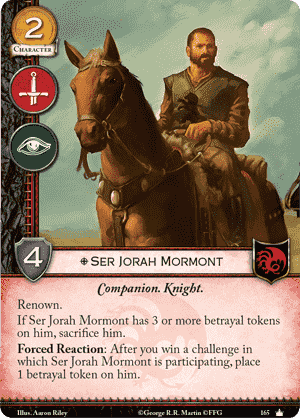 2
CHARACTER
4
Ser Jorah Mormont
Companion. Knight.
Renown.
If Ser Jorah Mormont has 3 or more betrayal tokens
on him, sacrifice him.
Forced Reaction: After you win a challenge in
which Ser Jorah Mormont is participating, place
1 betrayal token on him.
Illus. Aaron Riley
©George R.R. Martin ©FFG
165